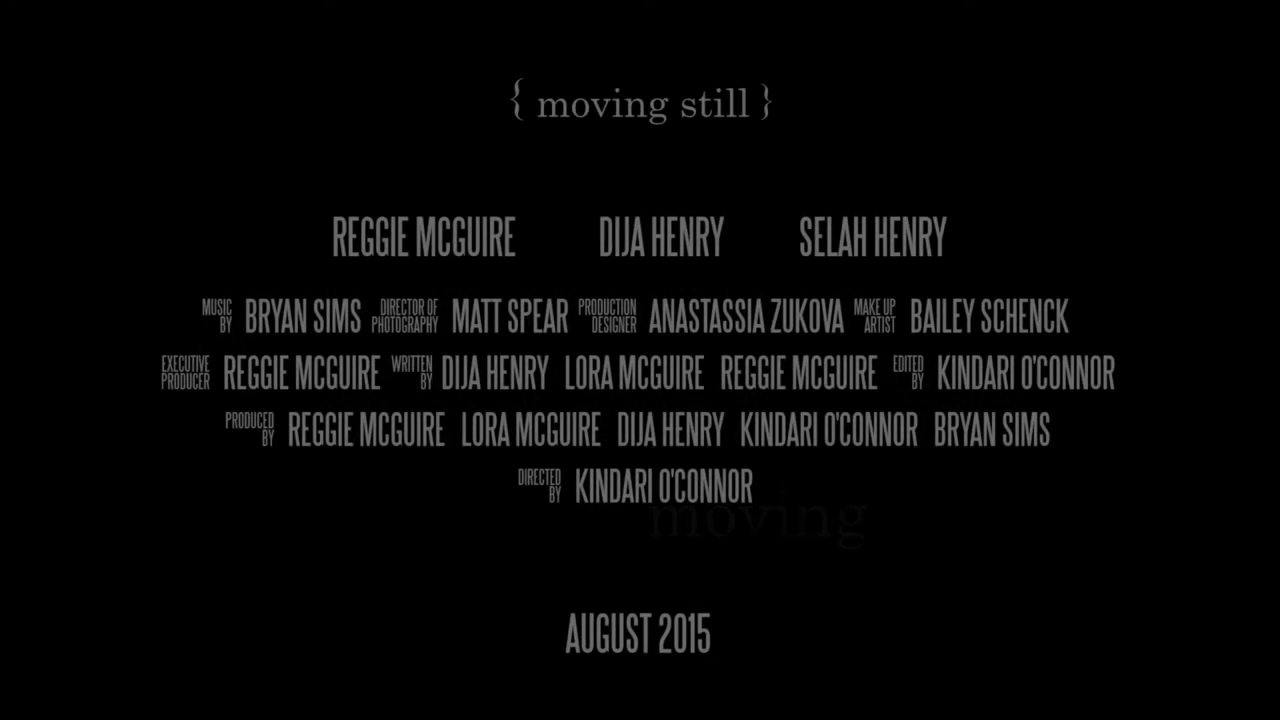 { moving still }
REGGIE MCGUIRE DIJA HENRY SELAH HENRY
MUSIC BY BRYAN SIMS DIRECTOR OF PHOTOGRAPHY MATT SPEAR PRODUCTION DESIGNER ANASTASSIA ZUKOVA MAKE UP ARTIST BAILEY SCHENCK
EXECUTIVE PRODUCER REGGIE MCGUIRE WRITTEN BY DIJA HENRY LORA MCGUIRE REGGIE MCGUIRE EDITED BY KINDARI O'CONNOR
PRODUCED BY REGGIE MCGUIRE LORA MCGUIRE DIJA HENRY KINDARI O'CONNOR BRYAN SIMS
DIRECTED BY KINDARI O'CONNOR
moving
AUGUST 2015